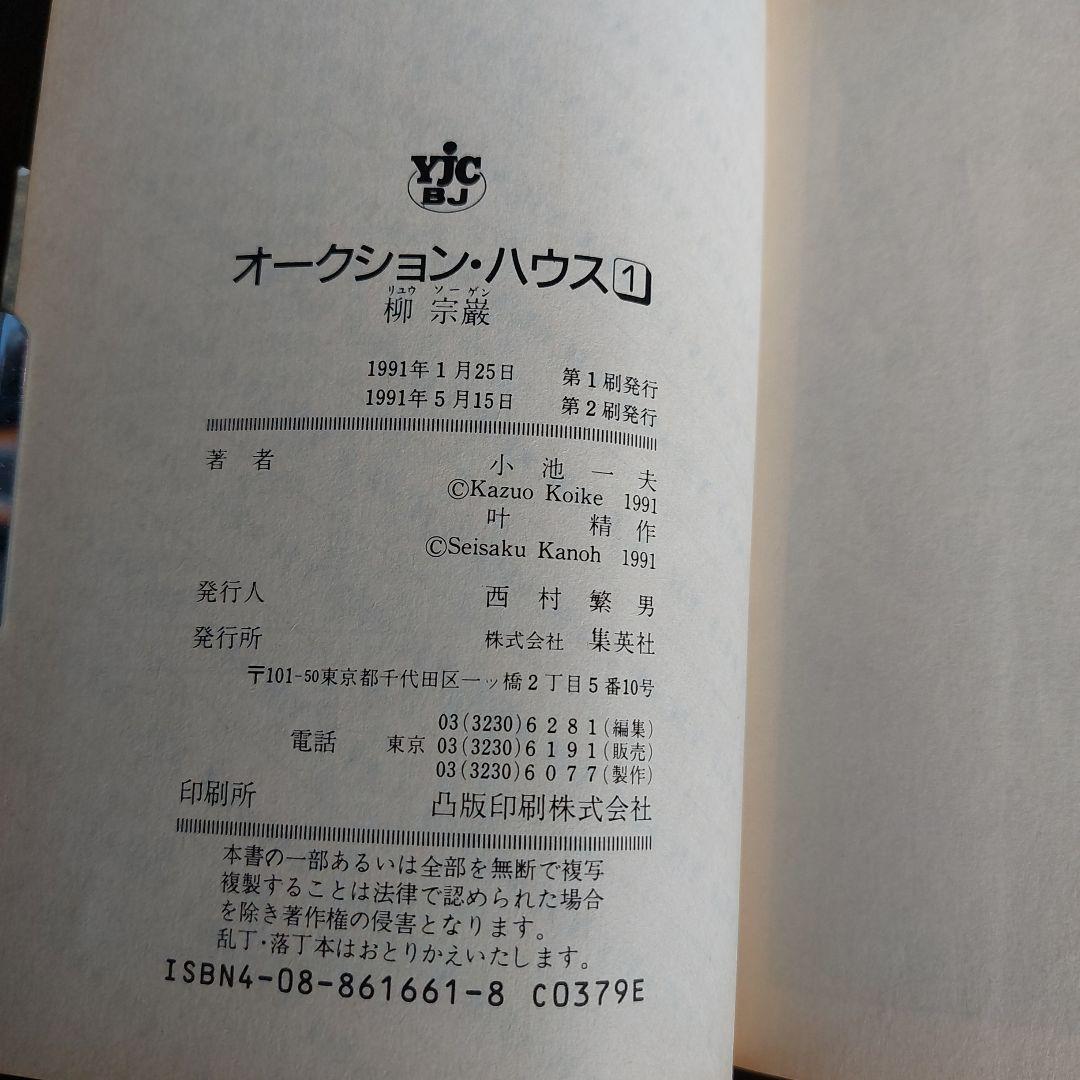 YJC
BJ
オークション・ハウス1
リュウ ソーゲン
柳 宗巌
1991年1月25日 第1刷発行
1991年5月15日 第2刷発行
著者 小池一夫
©Kazuo Koike 1991
叶 精作
©Seisaku Kanoh 1991
発行人 西村繁男
発行所 株式会社 集英社
〒101-50東京都千代田区一ッ橋2丁目5番10号
03(3230)6281(編集)
電話 東京 03(3230)6191(販売)
03(3230)6077(製作)
印刷所 凸版印刷株式会社
本書の一部あるいは全部を無断で複写
複製することは法律で認められた場合
を除き著作権の侵害となります。
乱丁・落丁本はおとりかえいたします。
ISBN4-08-861661-8 C0379E